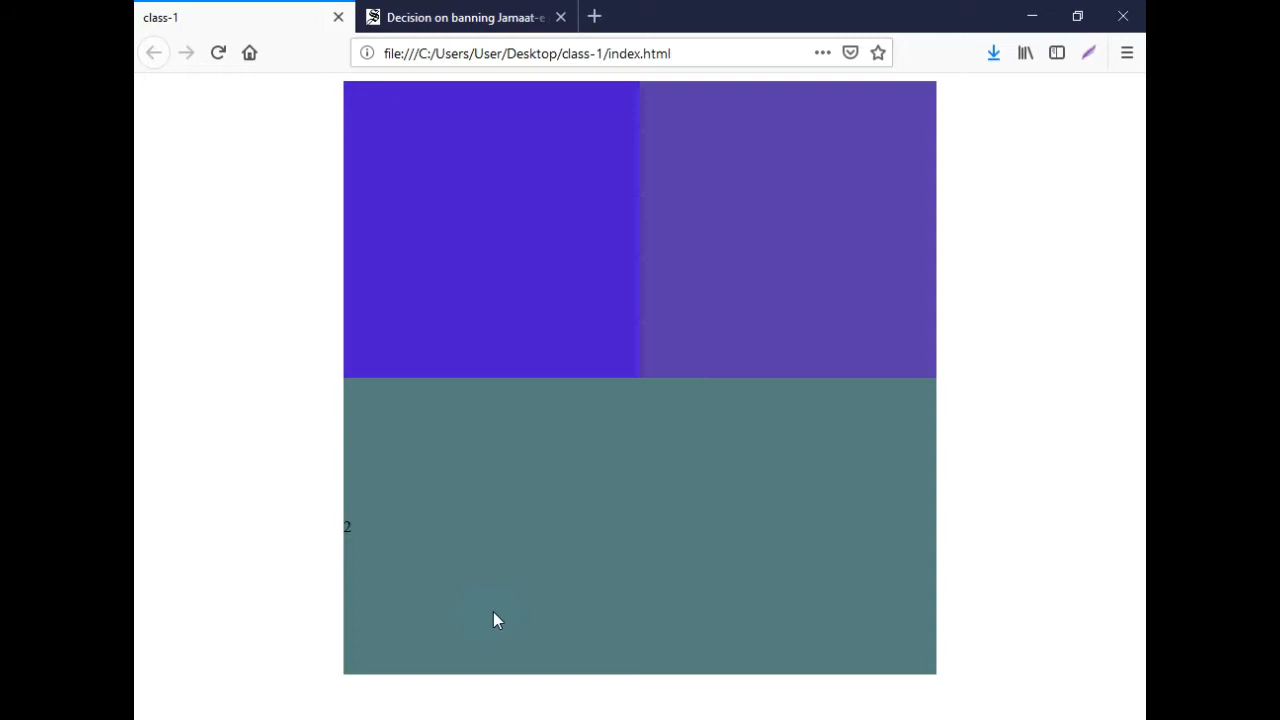 class-1
Decision on banning Jamaat-e
file:///C:/Users/User/Desktop/class-1/index.html
2